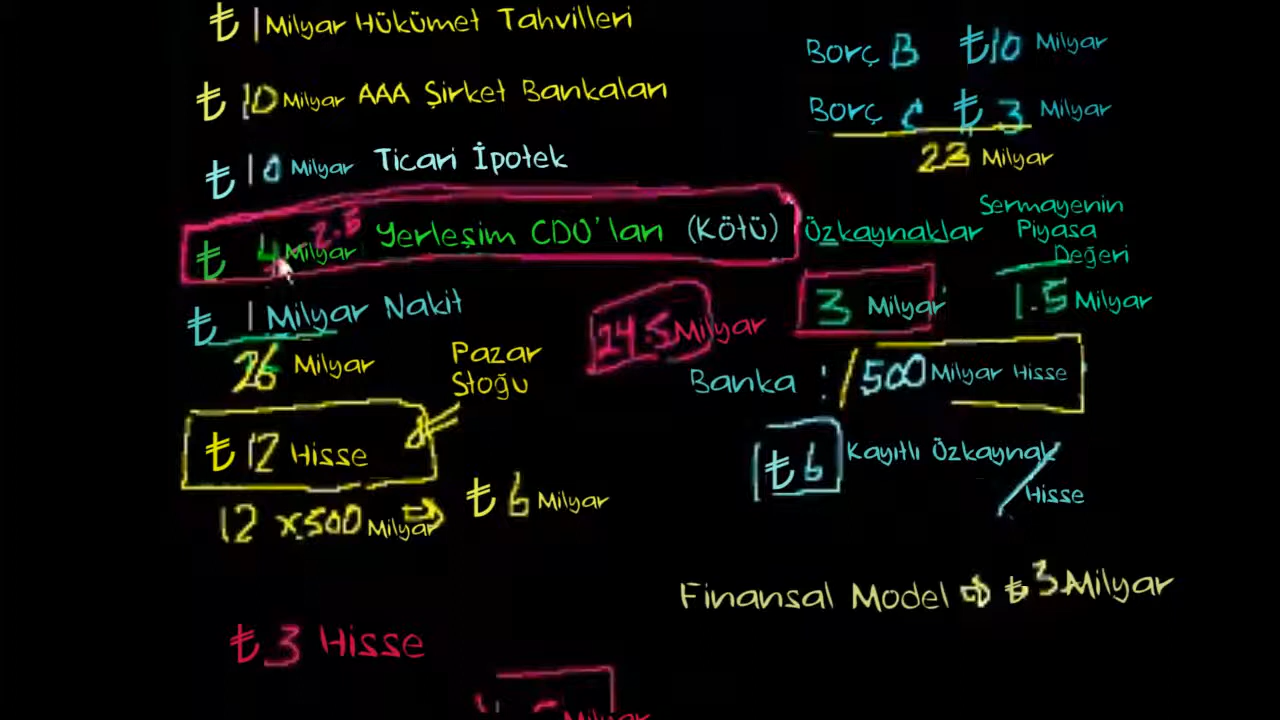 ₺ 1 Milyar Hükümet Tahvilleri
₺ 10 Milyar AAA Şirket Bankaları
₺ 10 Milyar Ticari İpotek
₺ 4 Milyar Yerleşim CDO'ları (Kötü)
₺ 1 Milyar Nakit
26 Milyar
Pazar
Stoğu
₺ 12 Hisse
12 x 500 Milyar ⇒ ₺ 6 Milyar
₺ 3 Hisse
24.5 Milyar
Borç B ₺10 Milyar
Borç C ₺ 3 Milyar
23 Milyar
Özkaynaklar
Sermayenin
Piyasa
Değeri
3 Milyar
1.5 Milyar
Banka : 500 Milyar Hisse
₺ 6 Kayıtlı Özkaynak / Hisse
Finansal Model ⇒ ₺ 3 Milyar
Milyar